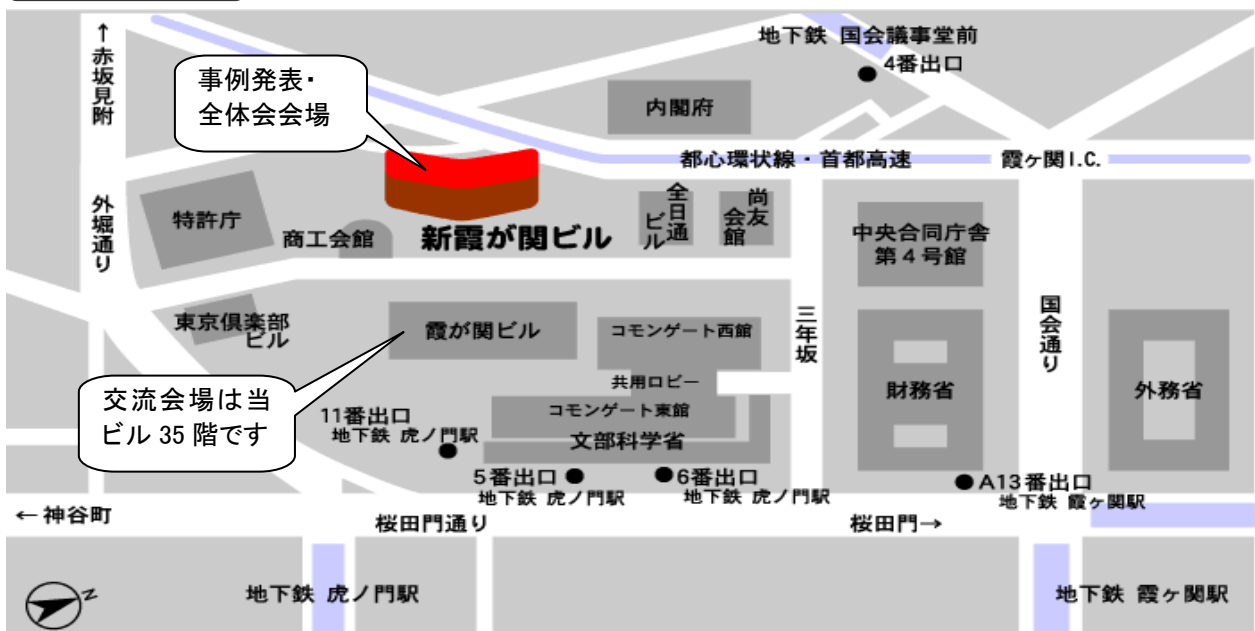 地下鉄 国会議事堂前
4番出口
↑赤坂見附
事例発表・
全体会会場
内閣府
都心環状線・首都高速
霞ヶ関I.C.
外堀通り
特許庁
商工会館
新霞が関ビル
全日通
ビル
尚友
会館
中央合同庁舎
第4号館
東京倶楽部
ビル
霞が関ビル
コモンゲート西館
三年坂
国会通り
共用ロビー
財務省
外務省
交流会場は当
ビル 35 階です
コモンゲート東館
11番出口
地下鉄 虎ノ門駅
文部科学省
5番出口
地下鉄 虎ノ門駅
6番出口
地下鉄 虎ノ門駅
A13番出口
地下鉄 霞ヶ関駅
←神谷町
桜田門通り
桜田門→
N
地下鉄 虎ノ門駅
地下鉄 霞ヶ関駅